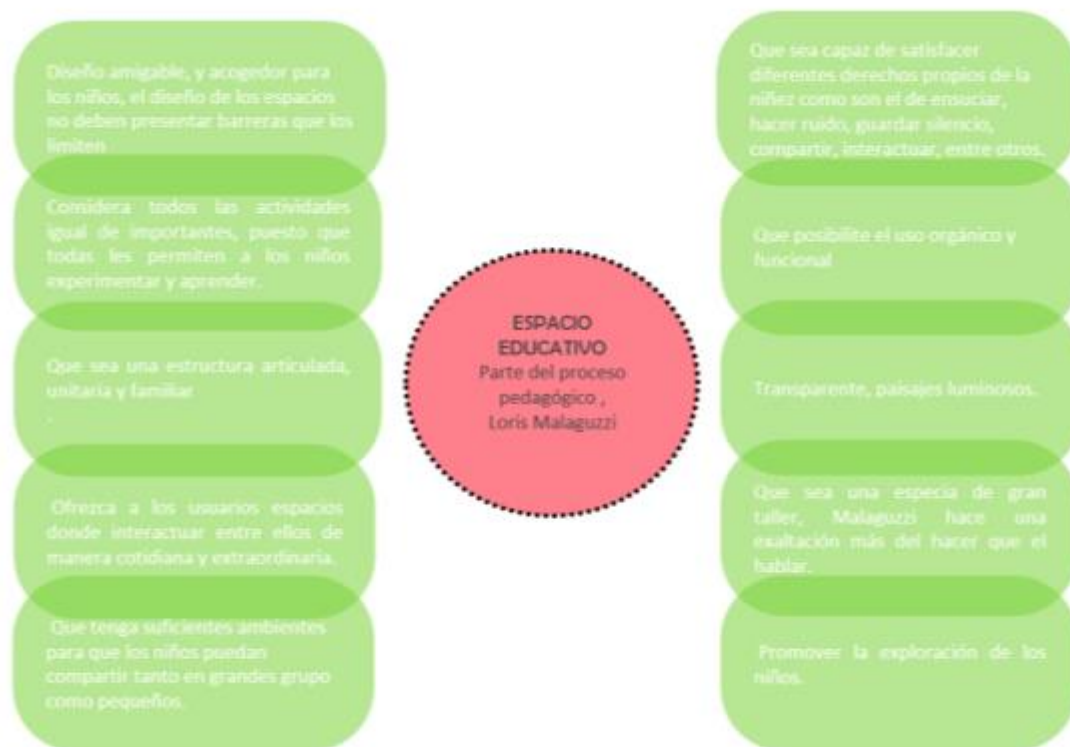 Diseño amigable, y acogedor para
los niños, el diseño de los espacios
no deben presentar barreras que los
limiten
Considera todos las actividades
igual de importantes, puesto que
todas les permiten a los niños
experimentar y aprender.
Que sea una estructura articulada,
unitaria y familiar
.
Ofrezca a los usuarios espacios
donde interactuar entre ellos de
manera cotidiana y extraordinaria.
Que tenga suficientes ambientes
para que los niños puedan
compartir tanto en grandes grupo
como pequeños.
ESPACIO
EDUCATIVO
Parte del proceso
pedagógico ,
Loris Malaguzzi
Que sea capaz de satisfacer
diferentes derechos propios de la
niñez como son el de ensuciar,
hacer ruido, guardar silencio,
compartir, interactuar, entre otros.
Que posibilite el uso orgánico y
funcional
Transparente, paisajes luminosos.
Que sea una especia de gran
taller, Malaguzzi hace una
exaltación más del hacer que el
hablar.
Promover la exploración de los
niños.